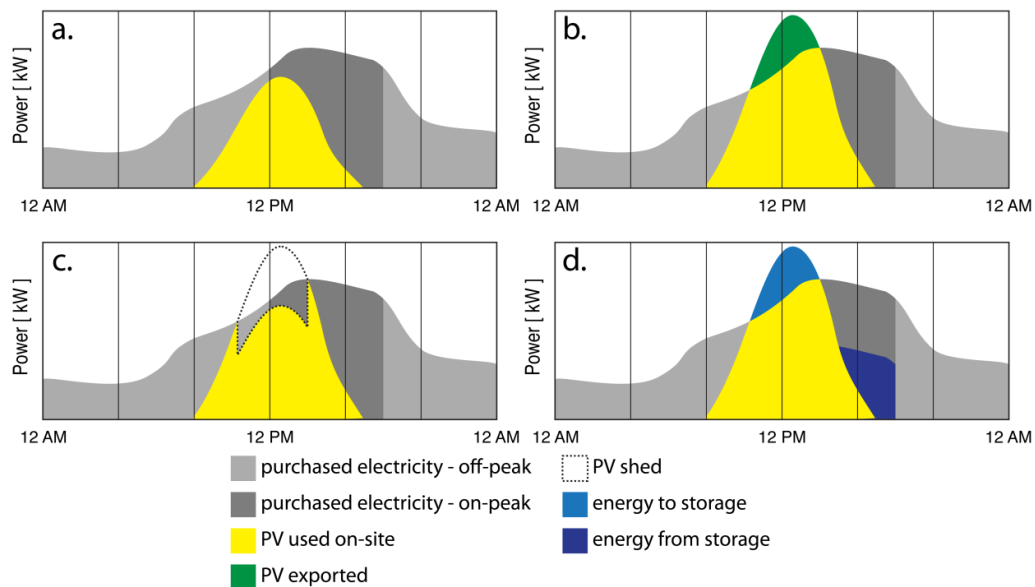 a.
b.
Power [ kW ]
Power [ kW ]
12 AM
12 PM
12 AM
12 AM
12 PM
12 AM
c.
d.
Power [ kW ]
Power [ kW ]
12 AM
12 PM
12 AM
12 AM
12 PM
12 AM
purchased electricity - off-peak
purchased electricity - on-peak
PV used on-site
PV exported
PV shed
energy to storage
energy from storage